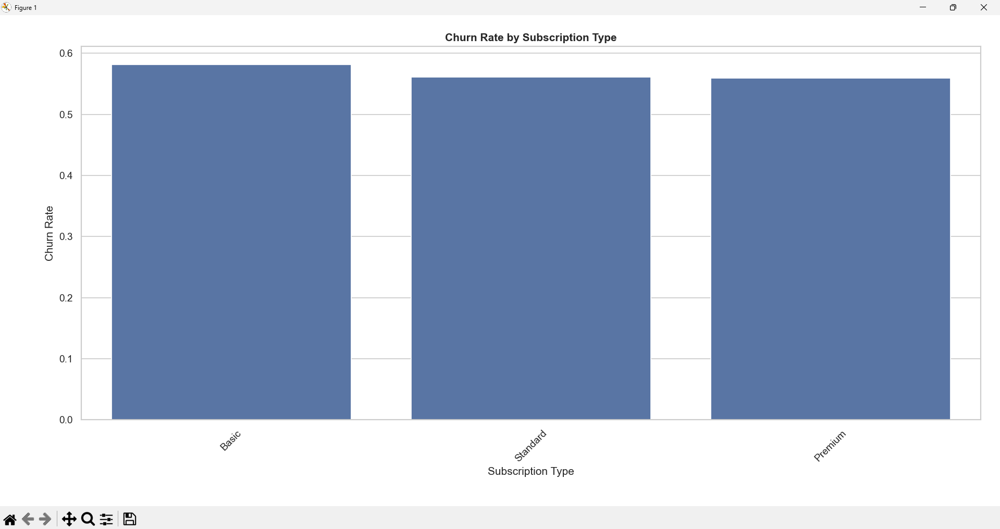 Figure 1
Churn Rate by Subscription Type
0.6
0.5
0.4
0.3
0.2
0.1
0.0
Churn Rate
Basic
Standard
Premium
Subscription Type